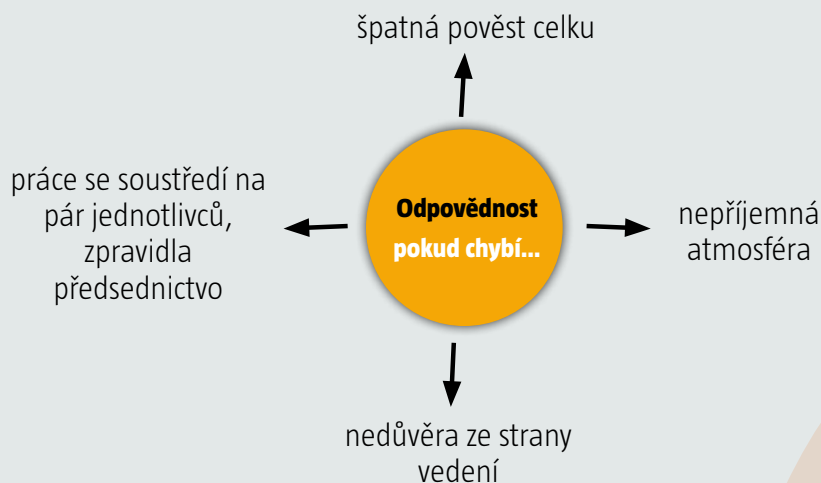 špatná pověst celku
práce se soustředí na
pár jednotlivců,
zpravidla
předsednictvo
Odpovědnost
pokud chybí...
nepříjemná
atmosféra
nedůvěra ze strany
vedení